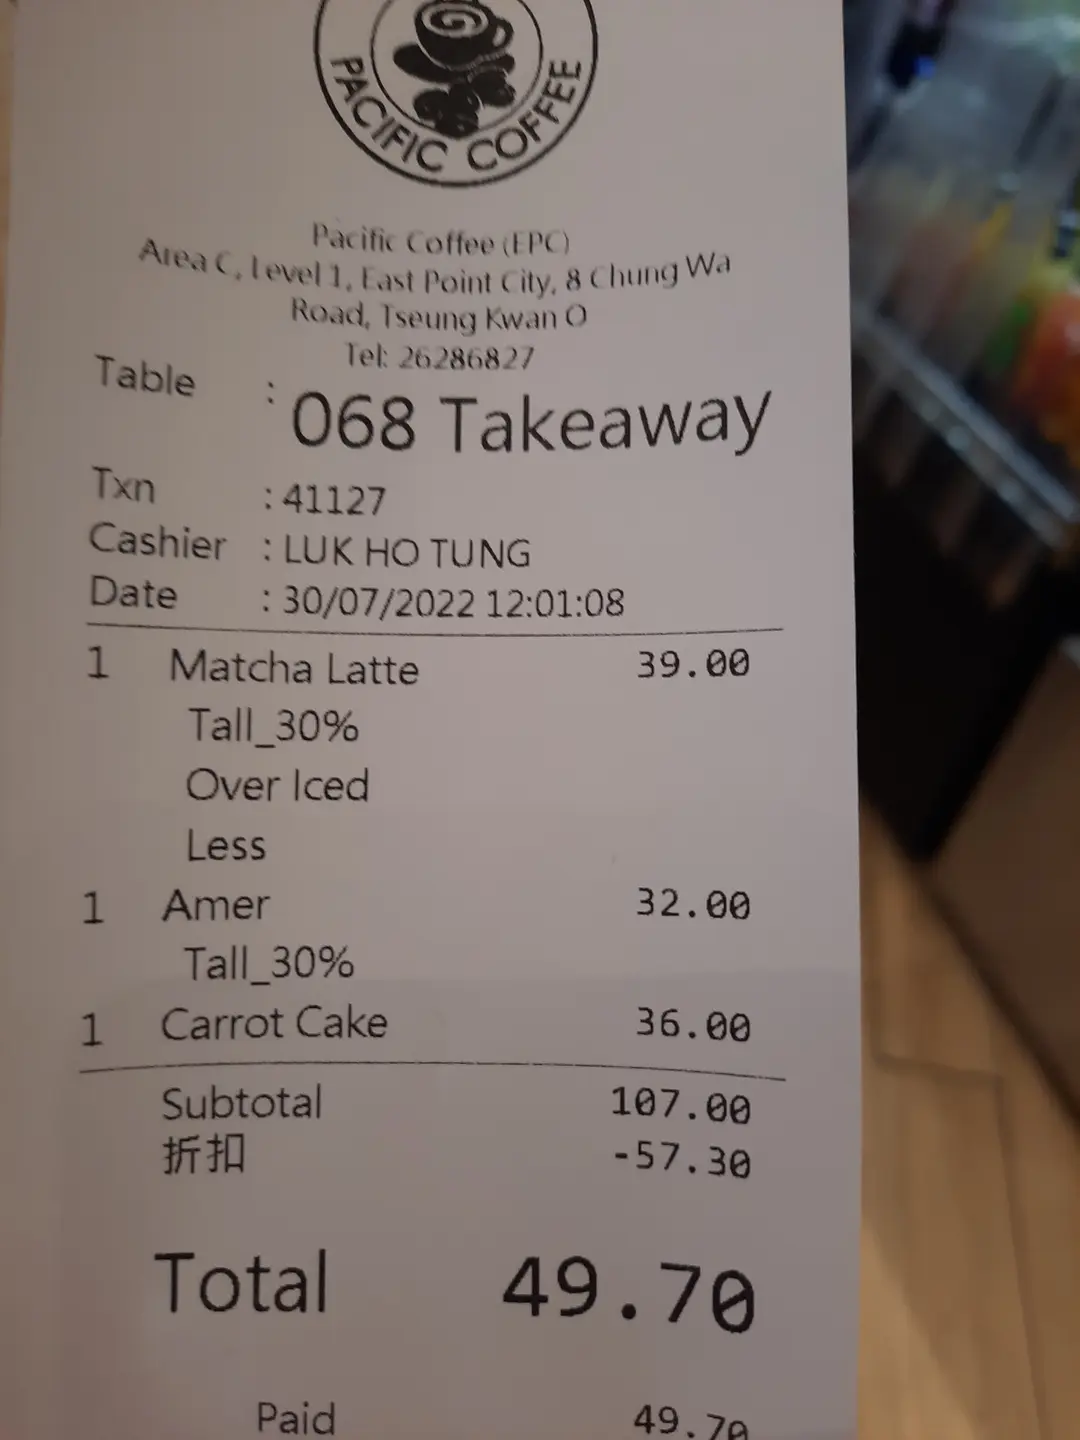 PACIFIC COFFEE
Pacific Coffee (EPC)
Area C, Level 1, East Point City, 8 Chung Wa
Road, Tseung Kwan O
Tel: 26286827
Table : 068 Takeaway
Txn : 41127
Cashier : LUK HO TUNG
Date : 30/07/2022 12:01:08
1 Matcha Latte 39.00
Tall_30%
Over Iced
Less
1 Amer 32.00
Tall_30%
1 Carrot Cake 36.00
Subtotal 107.00
折扣 -57.30
Total 49.70
Paid 49.70